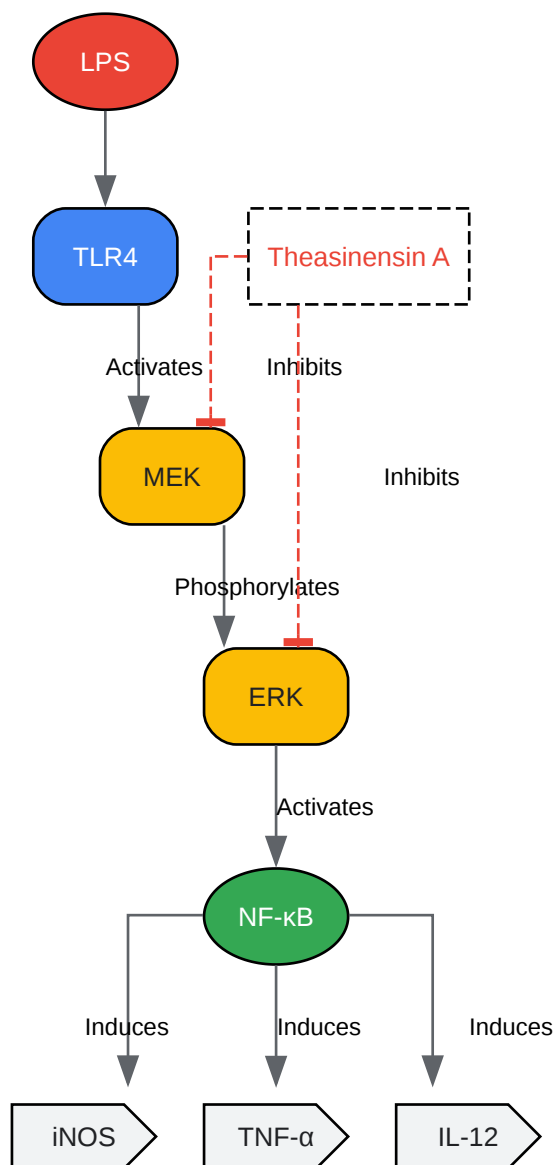 LPS
TLR4
Theasinensin A
Activates
Inhibits
MEK
Inhibits
Phosphorylates
ERK
Activates
NF-κB
Induces
Induces
Induces
iNOS
TNF-α
IL-12